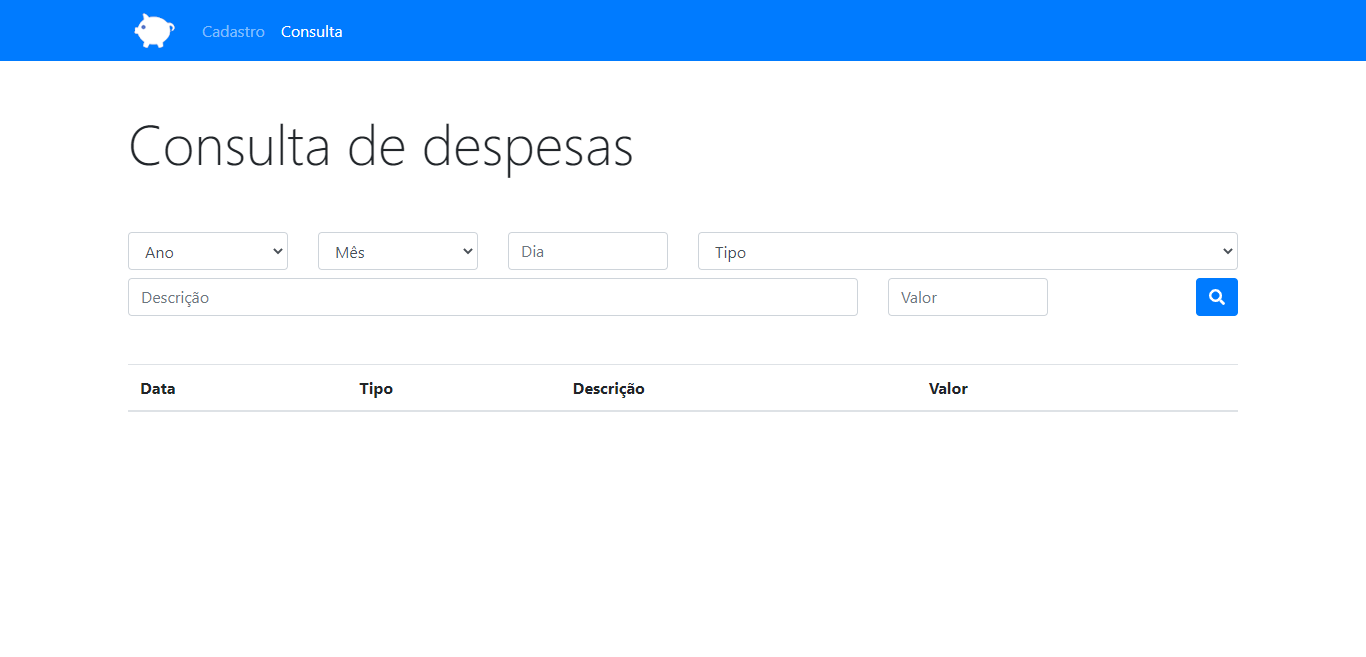 Cadastro Consulta
Consulta de despesas
Ano Mês Dia Tipo
Descrição Valor
Data Tipo Descrição Valor